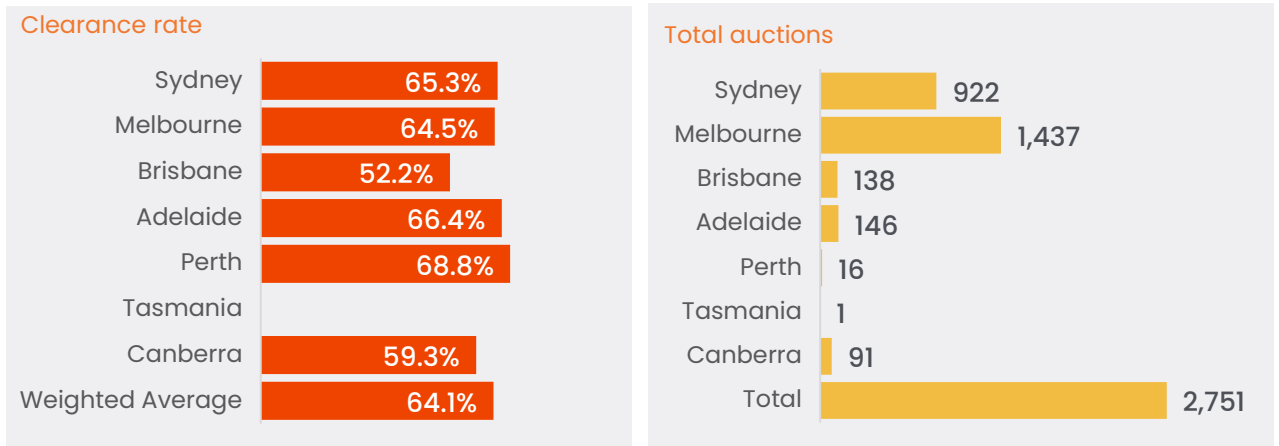 Clearance rate
Sydney 65.3%
Melbourne 64.5%
Brisbane 52.2%
Adelaide 66.4%
Perth 68.8%
Tasmania
Canberra 59.3%
Weighted Average 64.1%
Total auctions
Sydney 922
Melbourne 1,437
Brisbane 138
Adelaide 146
Perth 16
Tasmania 1
Canberra 91
Total 2,751